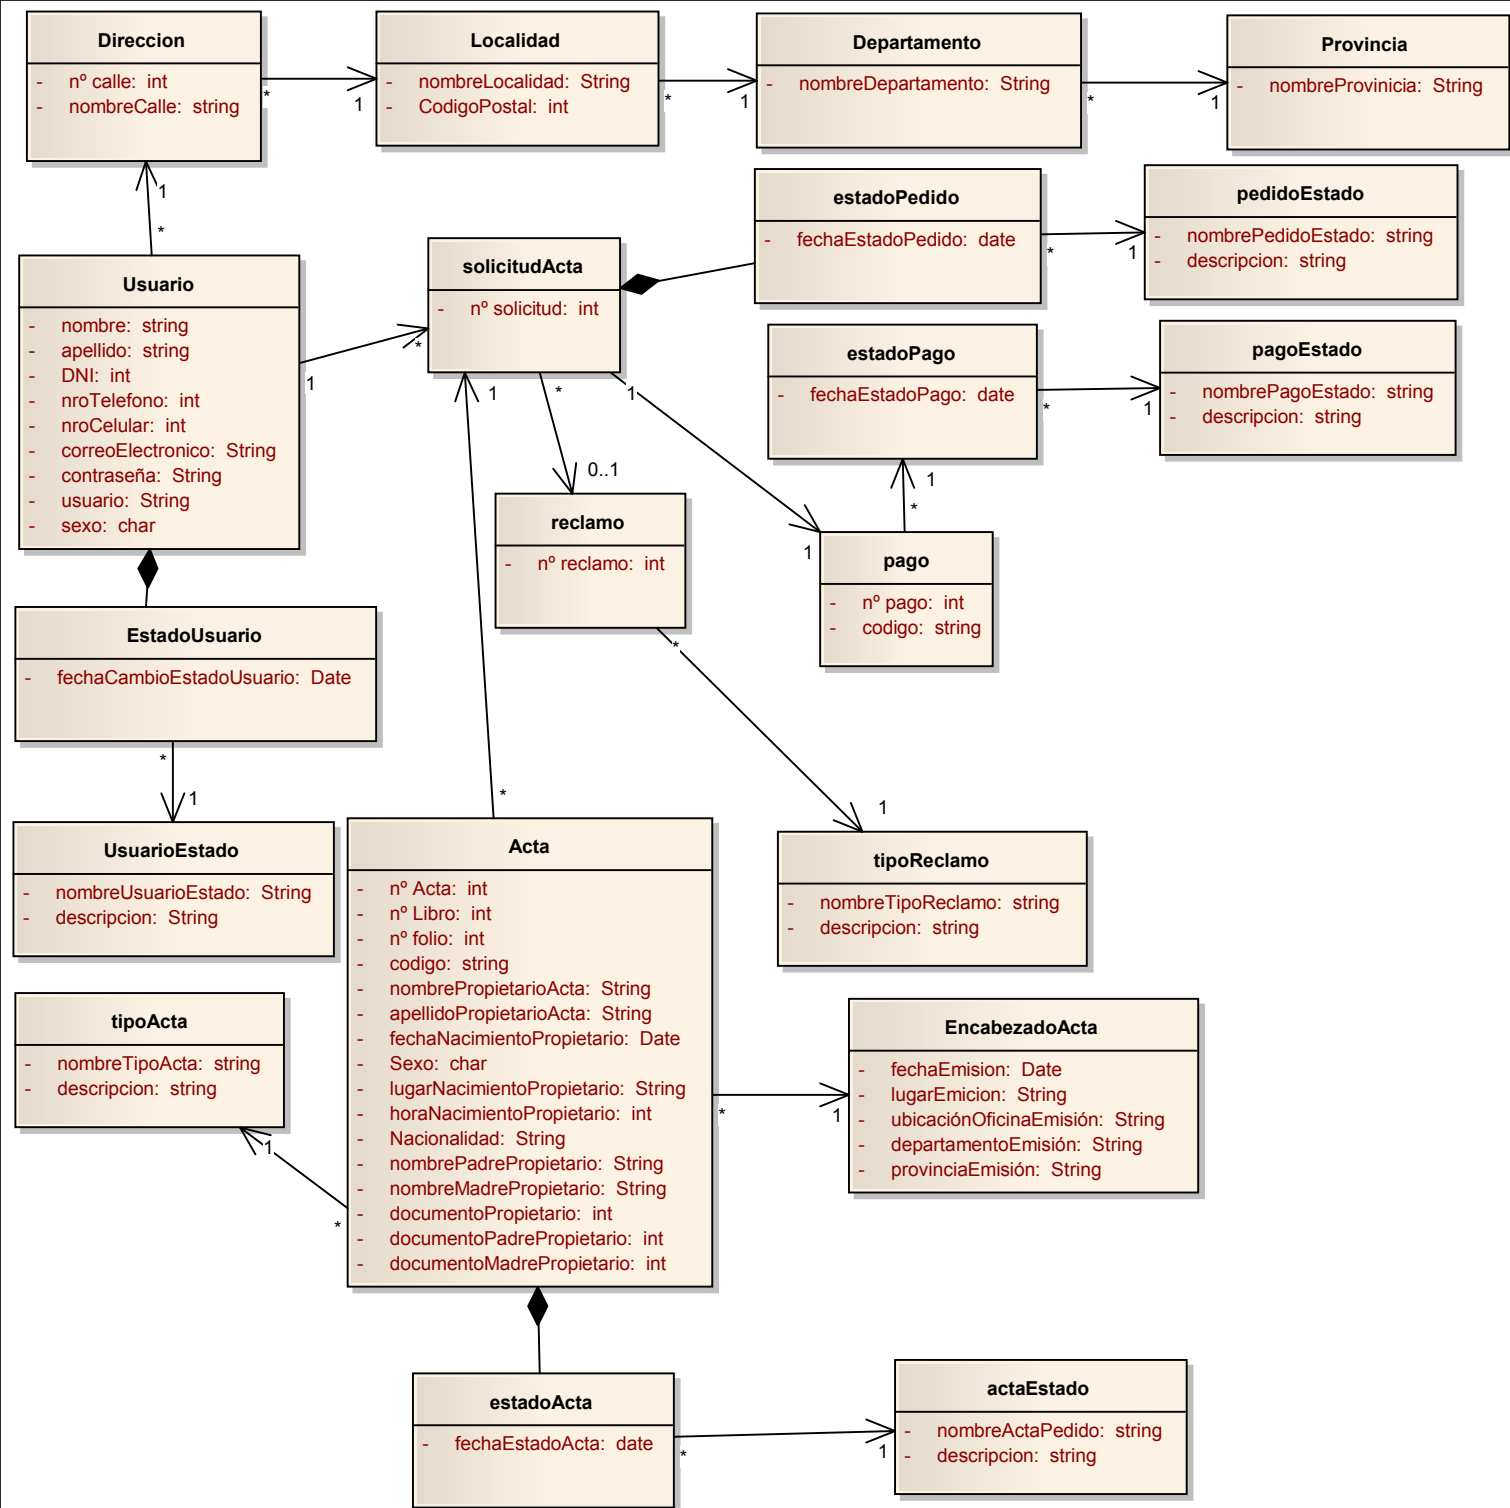 Direccion
- nº calle: int
- nombreCalle: string
Localidad
- nombreLocalidad: String
- CodigoPostal: int
Departamento
- nombreDepartamento: String
Provincia
- nombreProvinicia: String
* 1
* 1
* 1
1
*
estadoPedido
- fechaEstadoPedido: date
pedidoEstado
- nombrePedidoEstado: string
- descripcion: string
* 1
Usuario
- nombre: string
- apellido: string
- DNI: int
- nroTelefono: int
- nroCelular: int
- correoElectronico: String
- contraseña: String
- usuario: String
- sexo: char
1 *
solicitudActa
- nº solicitud: int
1 * 1
estadoPago
- fechaEstadoPago: date
pagoEstado
- nombrePagoEstado: string
- descripcion: string
* 1
1
*
0..1
reclamo
- nº reclamo: int
1
pago
- nº pago: int
- codigo: string
*
EstadoUsuario
- fechaCambioEstadoUsuario: Date
*
1
UsuarioEstado
- nombreUsuarioEstado: String
- descripcion: String
*
1
tipoReclamo
- nombreTipoReclamo: string
- descripcion: string
Acta
- nº Acta: int
- nº Libro: int
- nº folio: int
- codigo: string
- nombrePropietarioActa: String
- apellidoPropietarioActa: String
- fechaNacimientoPropietario: Date
- Sexo: char
- lugarNacimientoPropietario: String
- horaNacimientoPropietario: int
- Nacionalidad: String
- nombrePadrePropietario: String
- nombreMadrePropietario: String
- documentoPropietario: int
- documentoPadrePropietario: int
- documentoMadrePropietario: int
tipoActa
- nombreTipoActa: string
- descripcion: string
1
*
EncabezadoActa
- fechaEmision: Date
- lugarEmicion: String
- ubicaciónOficinaEmisión: String
- departamentoEmisión: String
- provinciaEmisión: String
* 1
estadoActa
- fechaEstadoActa: date
actaEstado
- nombreActaPedido: string
- descripcion: string
* 1